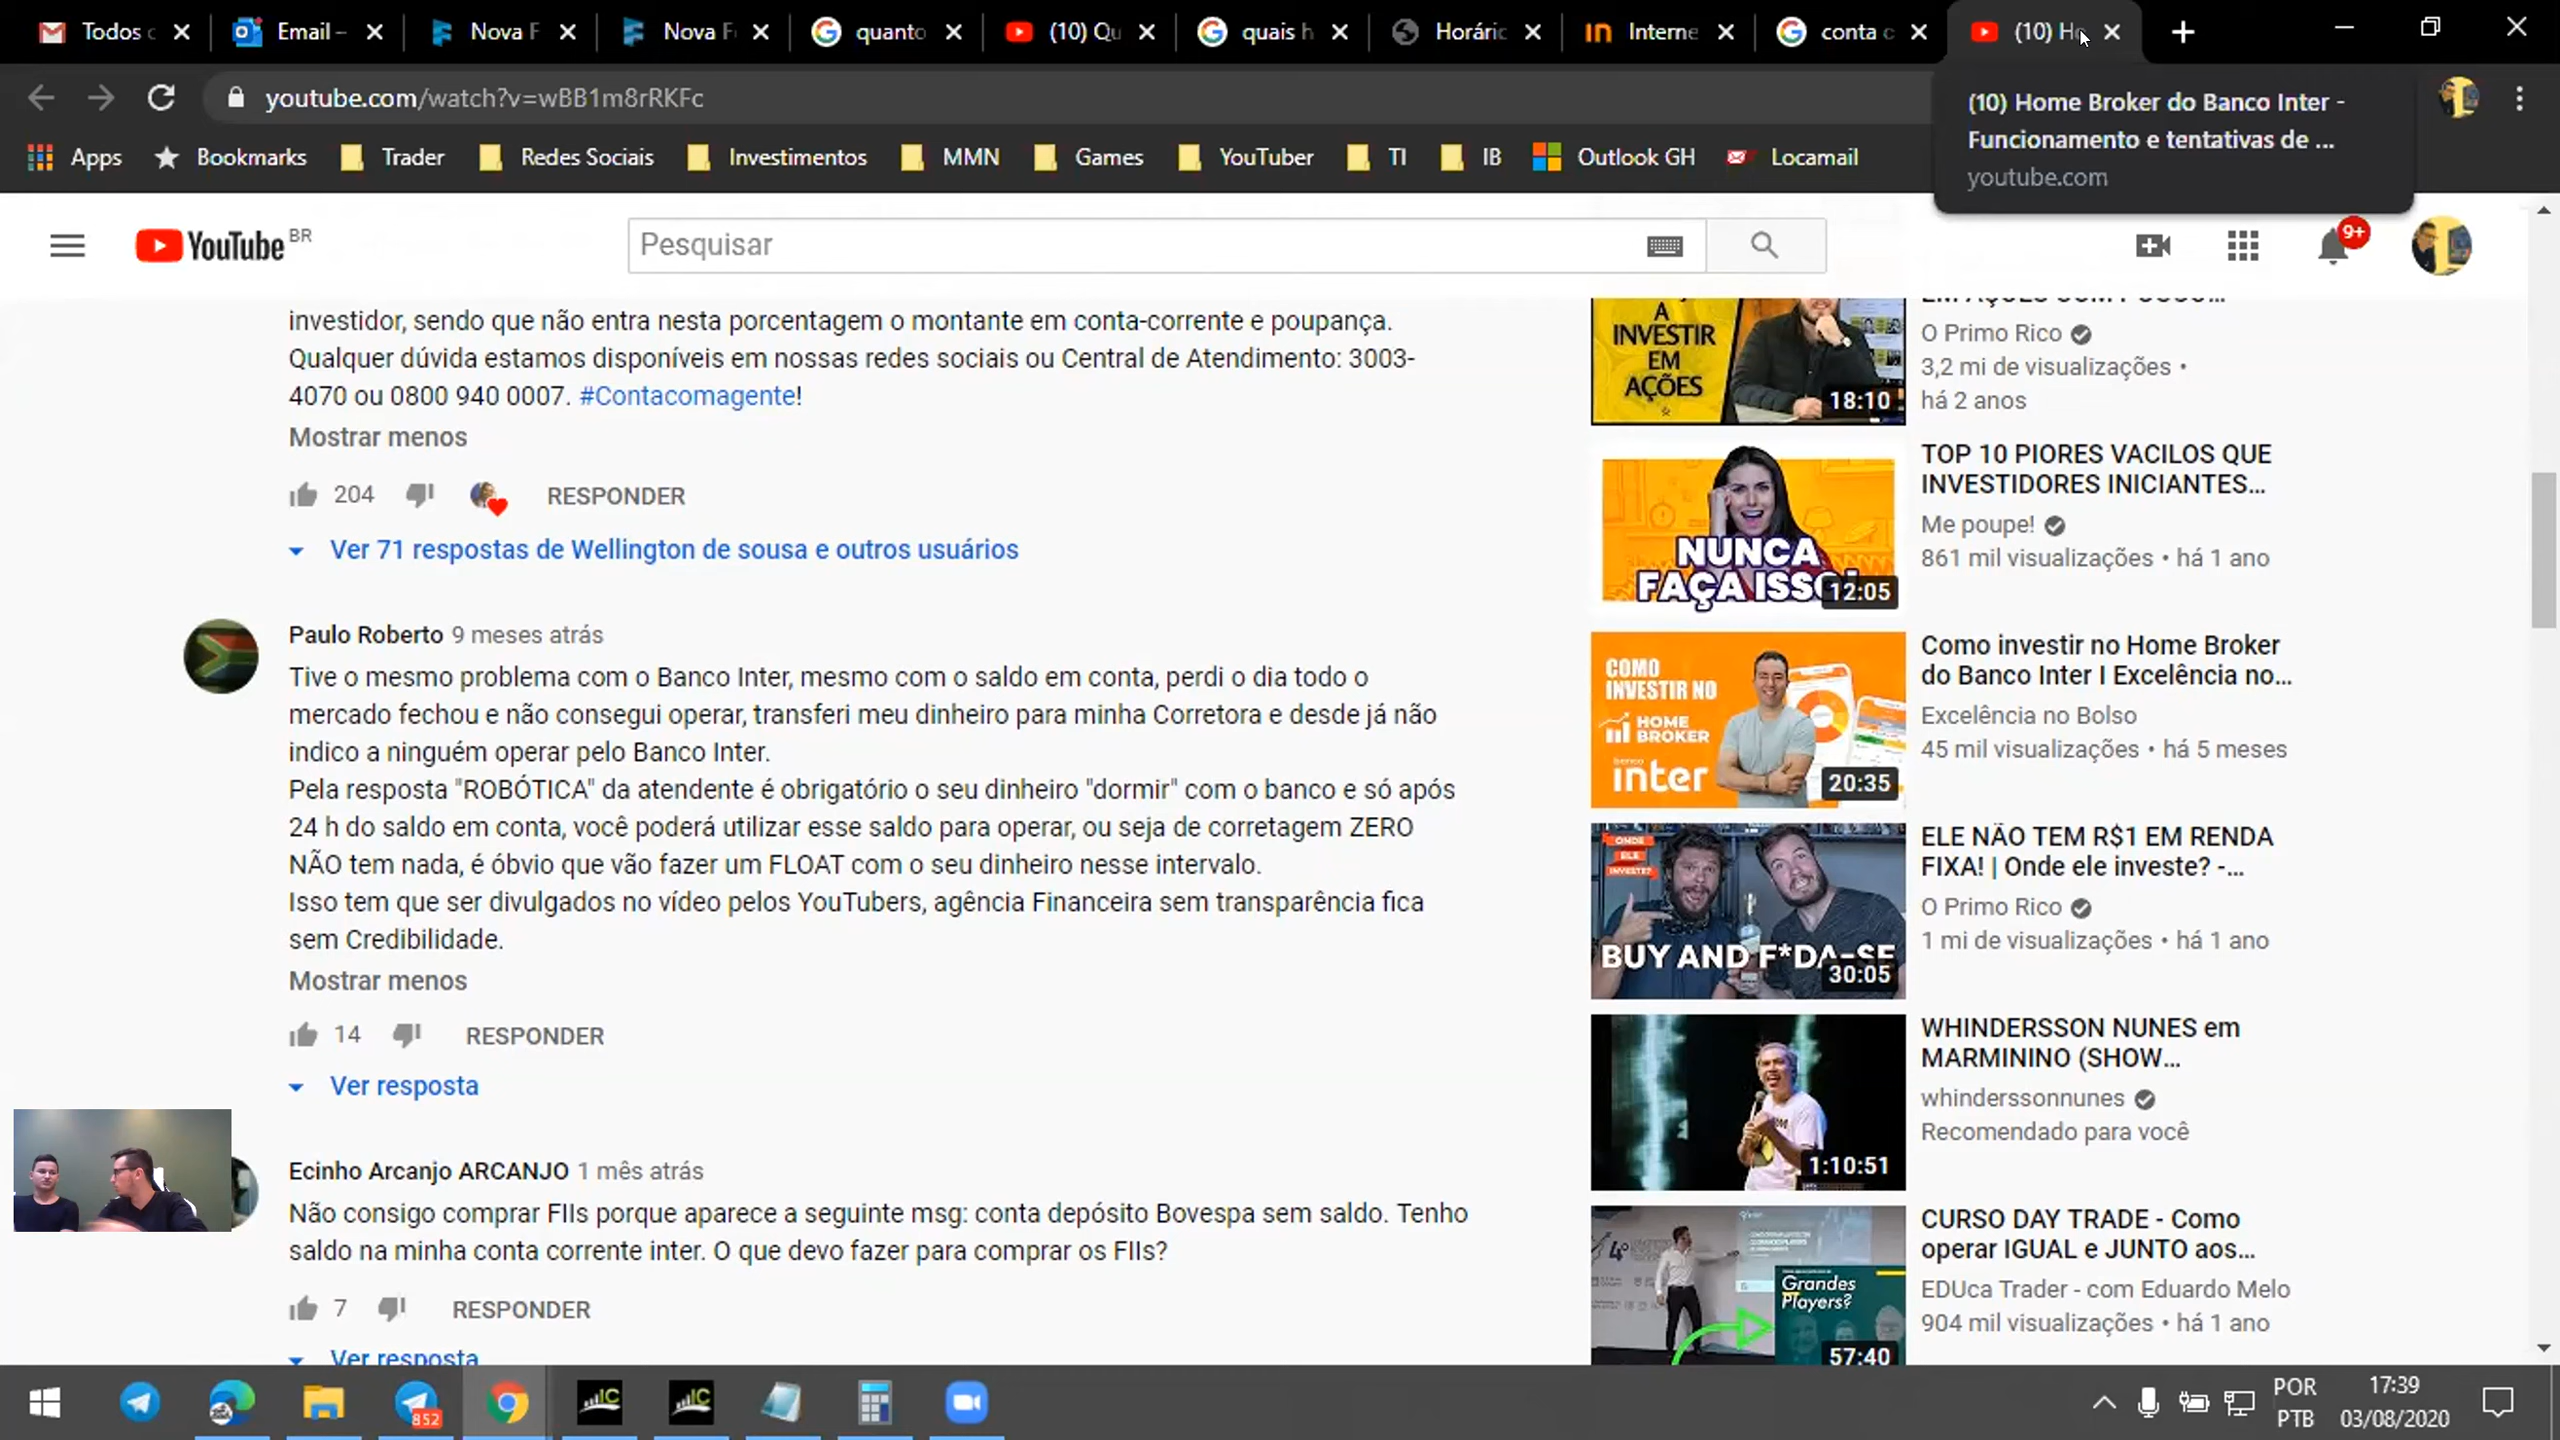 Todos c
Email –
Nova F
Nova F
quanto
(10) Qu
quais h
Horáric
Interne
conta c
(10) Ho
youtube.com/watch?v=wBB1m8rRKFc
(10) Home Broker do Banco Inter -
Funcionamento e tentativas de ...
youtube.com
Apps
Bookmarks
Trader
Redes Sociais
Investimentos
MMN
Games
YouTuber
TI
IB
Outlook GH
Locamail
YouTube BR
Pesquisar
9+
investidor, sendo que não entra nesta porcentagem o montante em conta-corrente e poupança.
Qualquer dúvida estamos disponíveis em nossas redes sociais ou Central de Atendimento: 3003-
4070 ou 0800 940 0007. #Contacomagente!
Mostrar menos
204
RESPONDER
Ver 71 respostas de Wellington de sousa e outros usuários
Paulo Roberto 9 meses atrás
Tive o mesmo problema com o Banco Inter, mesmo com o saldo em conta, perdi o dia todo o
mercado fechou e não consegui operar, transferi meu dinheiro para minha Corretora e desde já não
indico a ninguém operar pelo Banco Inter.
Pela resposta "ROBÓTICA" da atendente é obrigatório o seu dinheiro "dormir" com o banco e só após
24 h do saldo em conta, você poderá utilizar esse saldo para operar, ou seja de corretagem ZERO
NÃO tem nada, é óbvio que vão fazer um FLOAT com o seu dinheiro nesse intervalo.
Isso tem que ser divulgados no vídeo pelos YouTubers, agência Financeira sem transparência fica
sem Credibilidade.
Mostrar menos
14
RESPONDER
Ver resposta
Ecinho Arcanjo ARCANJO 1 mês atrás
Não consigo comprar FIIs porque aparece a seguinte msg: conta depósito Bovespa sem saldo. Tenho
saldo na minha conta corrente inter. O que devo fazer para comprar os FIIs?
7
RESPONDER
Ver resposta
A
INVESTIR
EM
AÇÕES
18:10
O Primo Rico
3,2 mi de visualizações •
há 2 anos
NUNCA
FAÇA ISSO!
12:05
TOP 10 PIORES VACILOS QUE
INVESTIDORES INICIANTES...
Me poupe!
861 mil visualizações • há 1 ano
COMO
INVESTIR NO
HOME
BROKER
banco
inter
20:35
Como investir no Home Broker
do Banco Inter I Excelência no...
Excelência no Bolso
45 mil visualizações • há 5 meses
ONDE
ELE
INVESTE?
BUY AND F*DA-SE
30:05
ELE NÃO TEM R$1 EM RENDA
FIXA! | Onde ele investe? -...
O Primo Rico
1 mi de visualizações • há 1 ano
1:10:51
WHINDERSSON NUNES em
MARMININO (SHOW...
whinderssonnunes
Recomendado para você
4º
Grandes
Players?
57:40
CURSO DAY TRADE - Como
operar IGUAL e JUNTO aos...
EDUca Trader - com Eduardo Melo
904 mil visualizações • há 1 ano
852
IC
IC
POR
PTB
17:39
03/08/2020